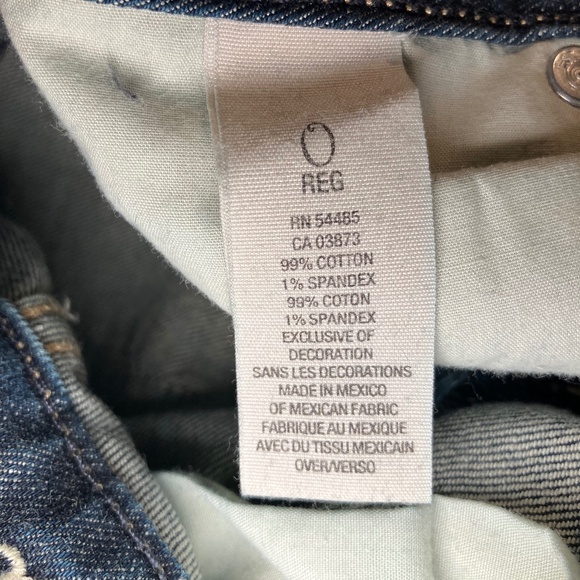 0
REG
RN 54485
CA 03873
99% COTTON
1% SPANDEX
99% COTON
1% SPANDEX
EXCLUSIVE OF
DECORATION
SANS LES DECORATIONS
MADE IN MEXICO
OF MEXICAN FABRIC
FABRIQUE AU MEXIQUE
AVEC DU TISSU MEXICAIN
OVER/VERSO